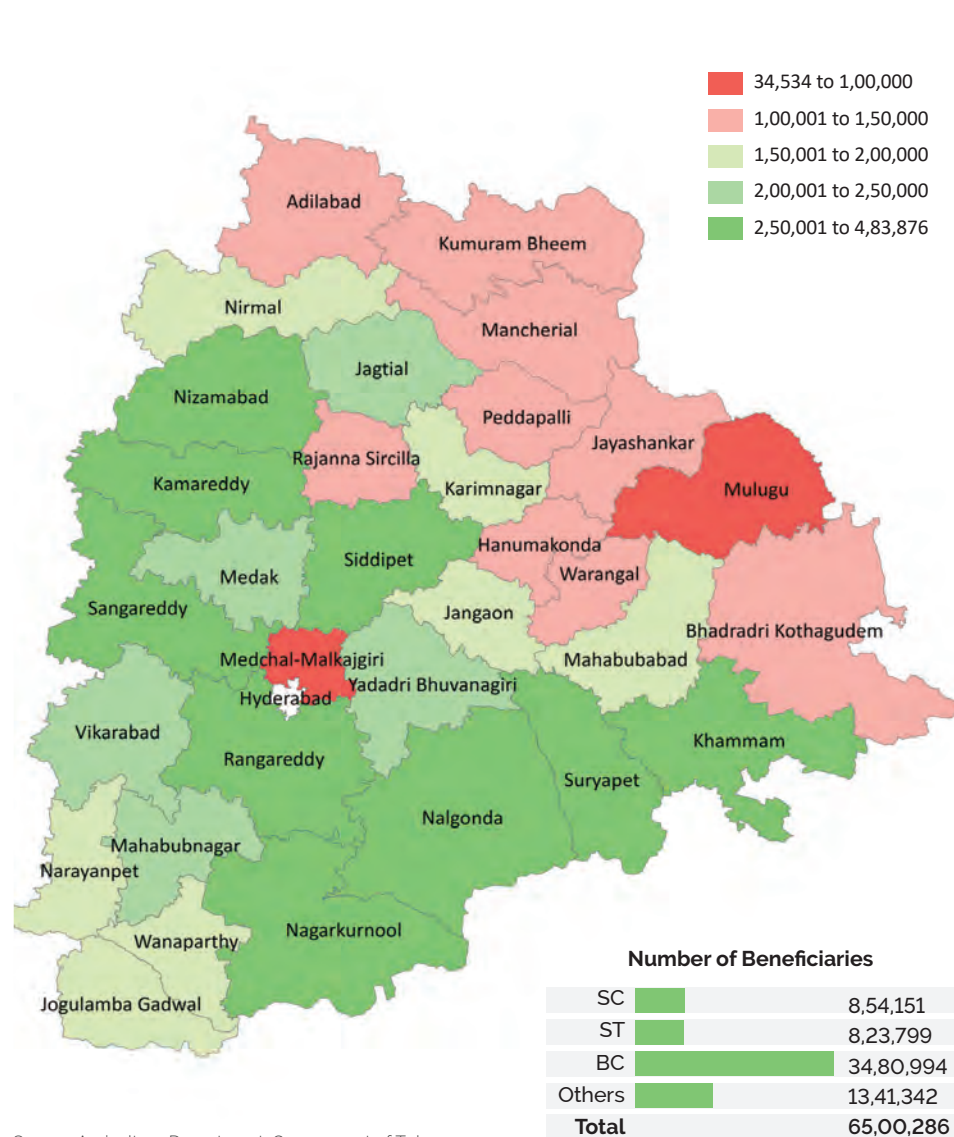 34,534 to 1,00,000
1,00,001 to 1,50,000
1,50,001 to 2,00,000
2,00,001 to 2,50,000
2,50,001 to 4,83,876
Adilabad
Kumuram Bheem
Nirmal
Mancherial
Jagtial
Nizamabad
Peddapalli
Jayashankar
Rajanna Sircilla
Kamareddy
Karimnagar
Mulugu
Hanumakonda
Siddipet
Warangal
Medak
Sangareddy
Jangaon
Bhadradri Kothagudem
Medchal-Malkajgiri
Mahabubabad
Yadadri Bhuvanagiri
Hyderabad
Vikarabad
Khammam
Rangareddy
Suryapet
Nalgonda
Mahabubnagar
Narayanpet
Nagarkurnool
Wanaparthy
Jogulamba Gadwal
Number of Beneficiaries
SC 8,54,151
ST 8,23,799
BC 34,80,994
Others 13,41,342
Total 65,00,286